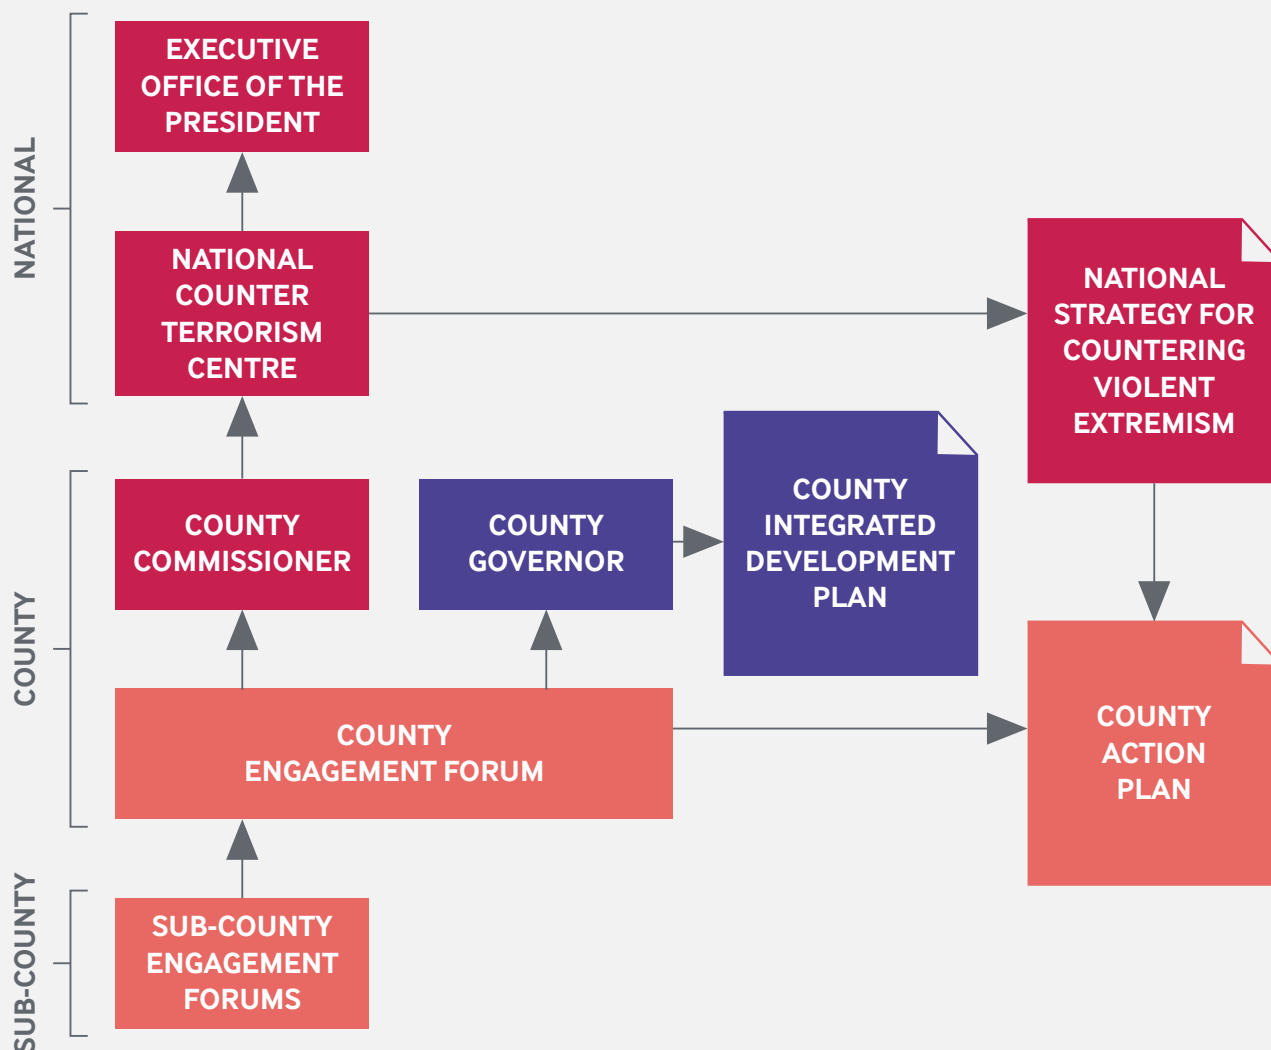 NATIONAL
EXECUTIVE
OFFICE OF THE
PRESIDENT
NATIONAL
COUNTER
TERRORISM
CENTRE
NATIONAL
STRATEGY FOR
COUNTERING
VIOLENT
EXTREMISM
COUNTY
COUNTY
COMMISSIONER
COUNTY
GOVERNOR
COUNTY
INTEGRATED
DEVELOPMENT
PLAN
COUNTY
ENGAGEMENT FORUM
COUNTY
ACTION
PLAN
SUB-COUNTY
SUB-COUNTY
ENGAGEMENT
FORUMS